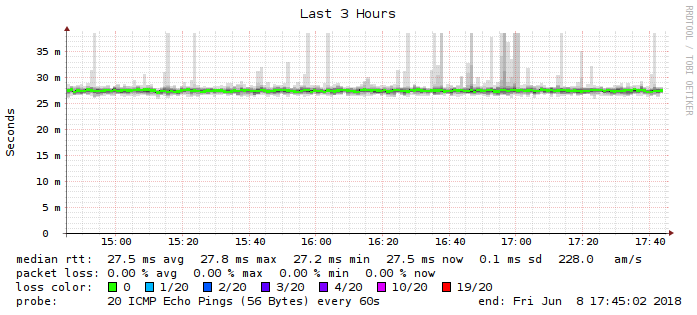 Last 3 Hours
RRDTOOL / TOBI OETIKER
Seconds
35 m
30 m
25 m
20 m
15 m
10 m
5 m
0
15:00 15:20 15:40 16:00 16:20 16:40 17:00 17:20 17:40
median rtt: 27.5 ms avg 27.8 ms max 27.2 ms min 27.5 ms now 0.1 ms sd 228.0 am/s
packet loss: 0.00 % avg 0.00 % max 0.00 % min 0.00 % now
loss color: 0 1/20 2/20 3/20 4/20 10/20 19/20
probe: 20 ICMP Echo Pings (56 Bytes) every 60s end: Fri Jun 8 17:45:02 2018